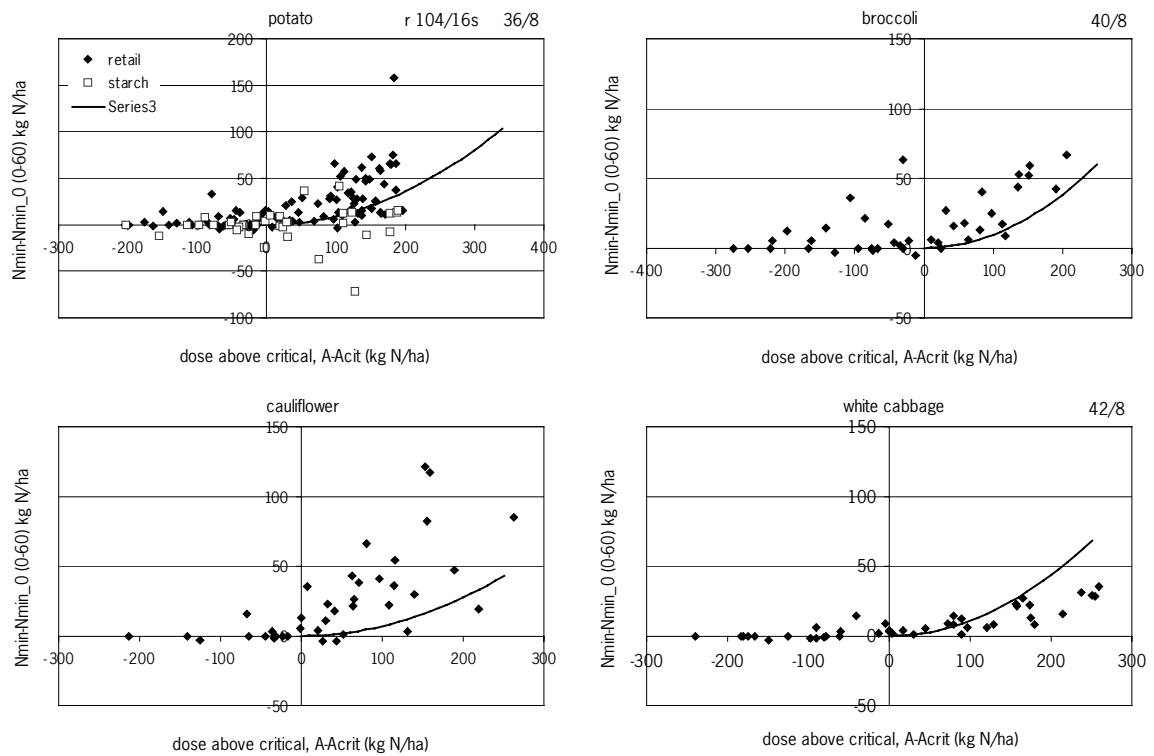 potato r 104/16s 36/8
200
150
100
50
0
-50
-100
-300 -200 -100 0 100 200 300 400
Nmin-Nmin_0 (0-60) kg N/ha
retail
starch
Series3
dose above critical, A-Acit (kg N/ha)
broccoli 40/8
150
100
50
0
-50
-400 -300 -200 -100 0 100 200 300
Nmin-Nmin_0 (0-60) kg N/ha
dose above critical, A-Acrit (kg N/ha)
cauliflower
150
100
50
0
-50
-300 -200 -100 0 100 200 300
Nmin-Nmin_0 (0-60) kg N/ha
dose above critical, A-Acrit (kg N/ha)
white cabbage 42/8
150
100
50
0
-50
-300 -200 -100 0 100 200 300
Nmin-Nmin_0 (0-60) kg N/ha
dose above critical, A-Acrit (kg N/ha)